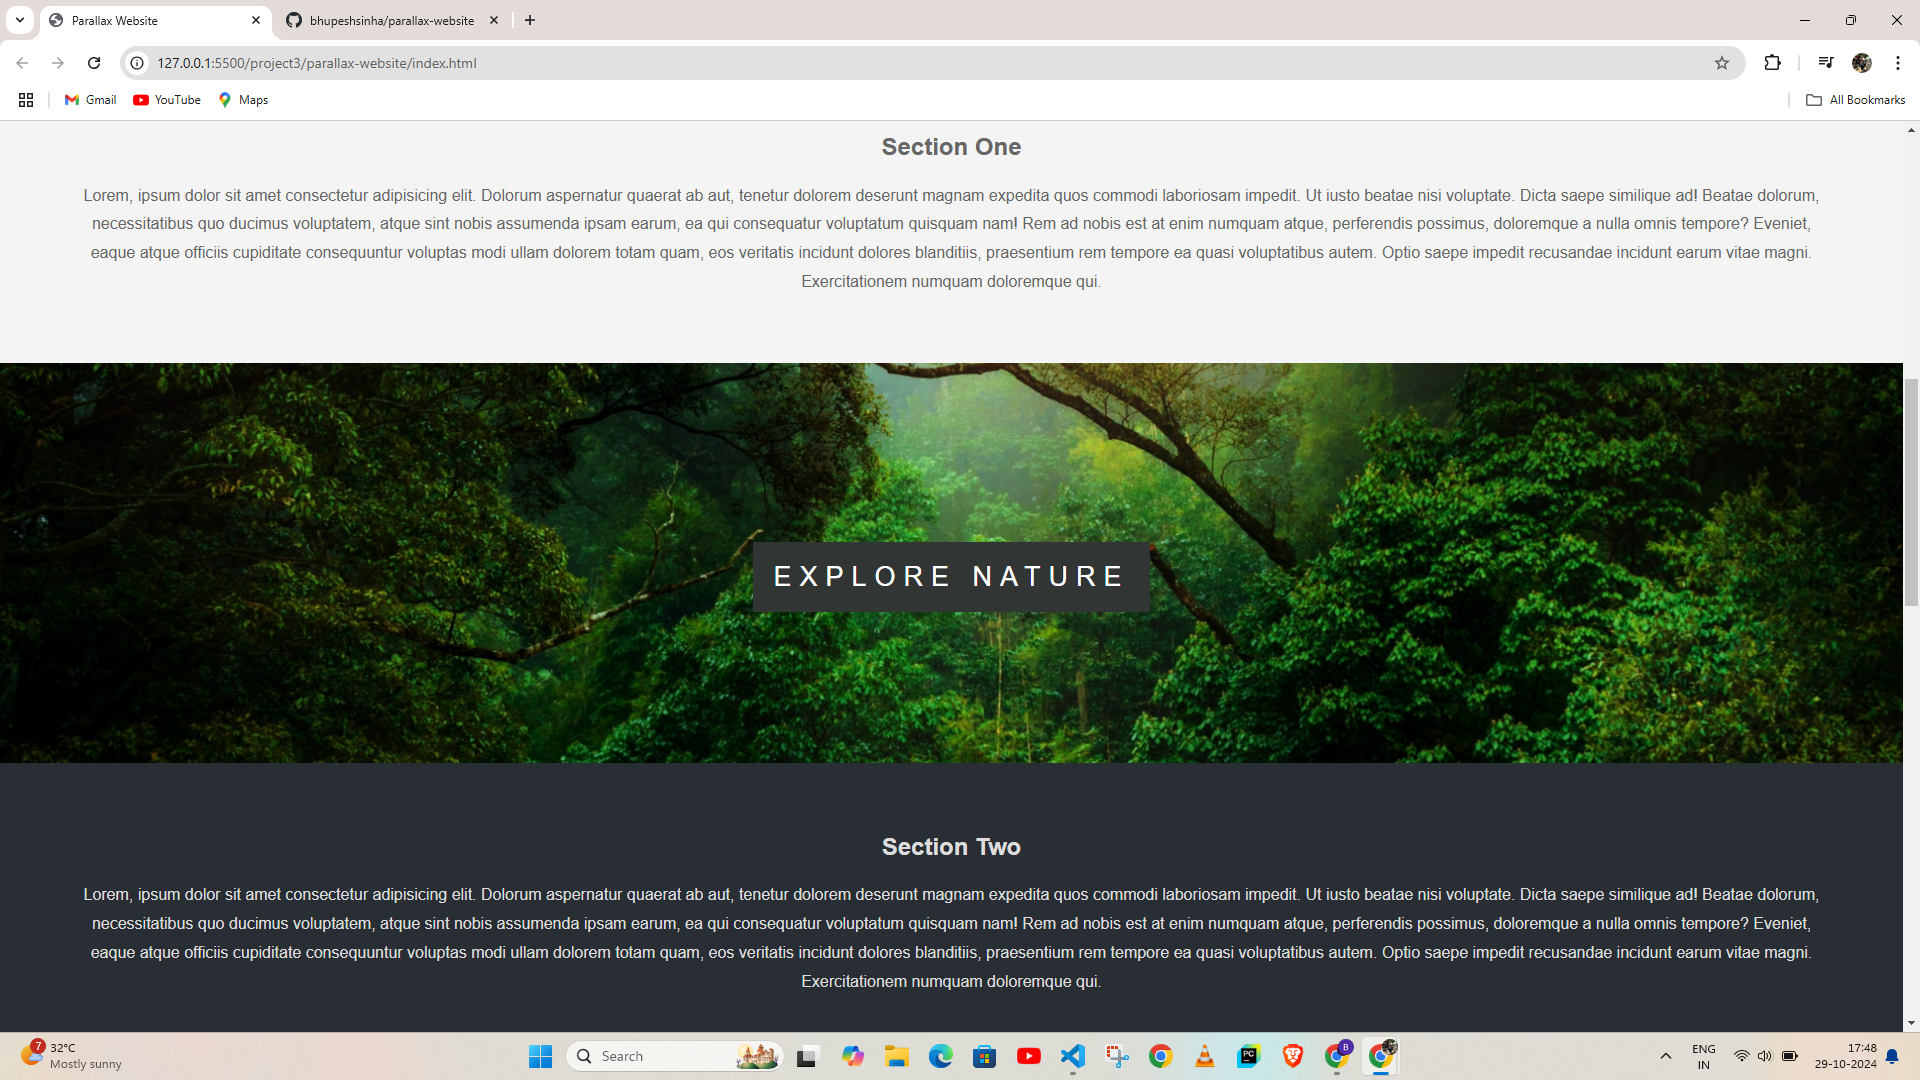 Parallax Website
bhupeshsinha/parallax-website
127.0.0.1:5500/project3/parallax-website/index.html
Gmail
YouTube
Maps
All Bookmarks
Section One
Lorem, ipsum dolor sit amet consectetur adipisicing elit. Dolorum aspernatur quaerat ab aut, tenetur dolorem deserunt magnam expedita quos commodi laboriosam impedit. Ut iusto beatae nisi voluptate. Dicta saepe similique ad! Beatae dolorum,
necessitatibus quo ducimus voluptatem, atque sint nobis assumenda ipsam earum, ea qui consequatur voluptatum quisquam nam! Rem ad nobis est at enim numquam atque, perferendis possimus, doloremque a nulla omnis tempore? Eveniet,
eaque atque officiis cupiditate consequuntur voluptas modi ullam dolorem totam quam, eos veritatis incidunt dolores blanditiis, praesentium rem tempore ea quasi voluptatibus autem. Optio saepe impedit recusandae incidunt earum vitae magni.
Exercitationem numquam doloremque qui.
EXPLORE NATURE
Section Two
Lorem, ipsum dolor sit amet consectetur adipisicing elit. Dolorum aspernatur quaerat ab aut, tenetur dolorem deserunt magnam expedita quos commodi laboriosam impedit. Ut iusto beatae nisi voluptate. Dicta saepe similique ad! Beatae dolorum,
necessitatibus quo ducimus voluptatem, atque sint nobis assumenda ipsam earum, ea qui consequatur voluptatum quisquam nam! Rem ad nobis est at enim numquam atque, perferendis possimus, doloremque a nulla omnis tempore? Eveniet,
eaque atque officiis cupiditate consequuntur voluptas modi ullam dolorem totam quam, eos veritatis incidunt dolores blanditiis, praesentium rem tempore ea quasi voluptatibus autem. Optio saepe impedit recusandae incidunt earum vitae magni.
Exercitationem numquam doloremque qui.
7
32°C
Mostly sunny
Search
PC
B
ENG
IN
17:48
29-10-2024